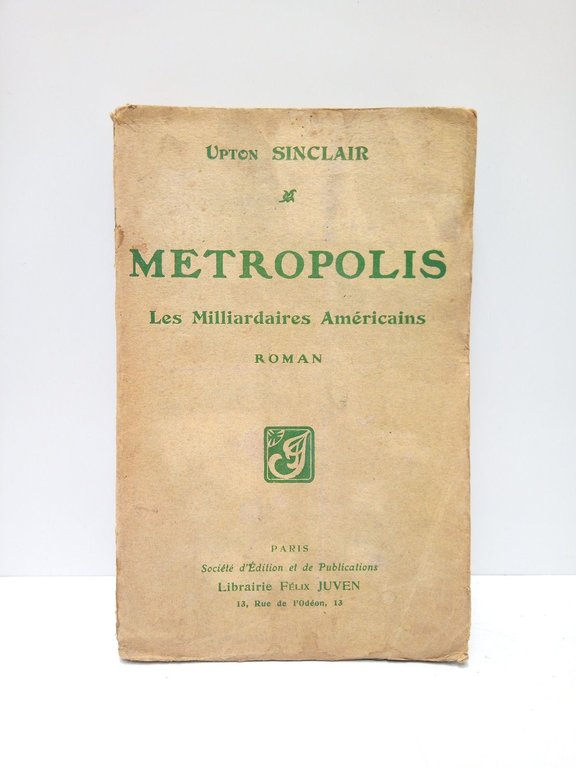 UPTON SINCLAIR
METROPOLIS
Les Milliardaires Américains
ROMAN
PARIS
Société d'Édition et de Publications
Librairie FÉLIX JUVEN
13, Rue de l'Odéon, 13